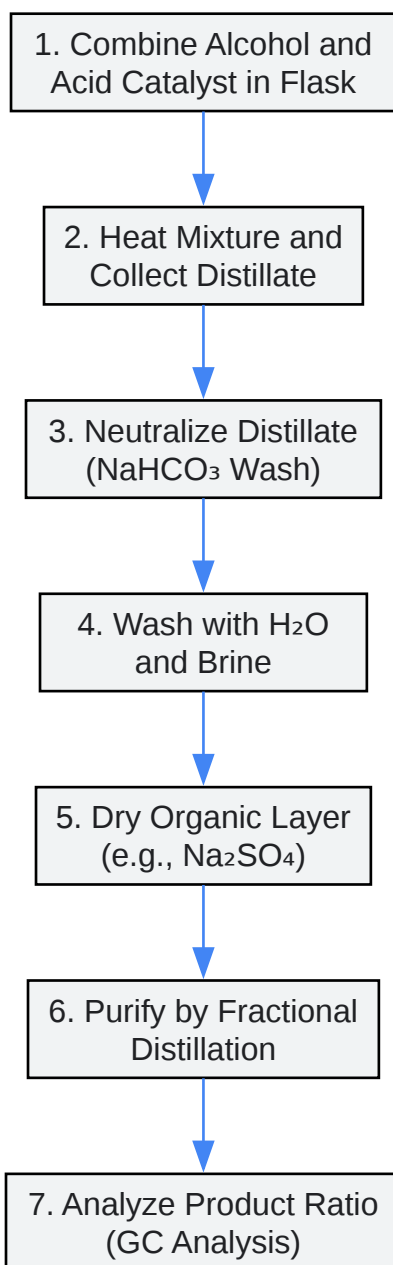 1. Combine Alcohol and
Acid Catalyst in Flask
2. Heat Mixture and
Collect Distillate
3. Neutralize Distillate
(NaHCO₃ Wash)
4. Wash with H₂O
and Brine
5. Dry Organic Layer
(e.g., Na₂SO₄)
6. Purify by Fractional
Distillation
7. Analyze Product Ratio
(GC Analysis)